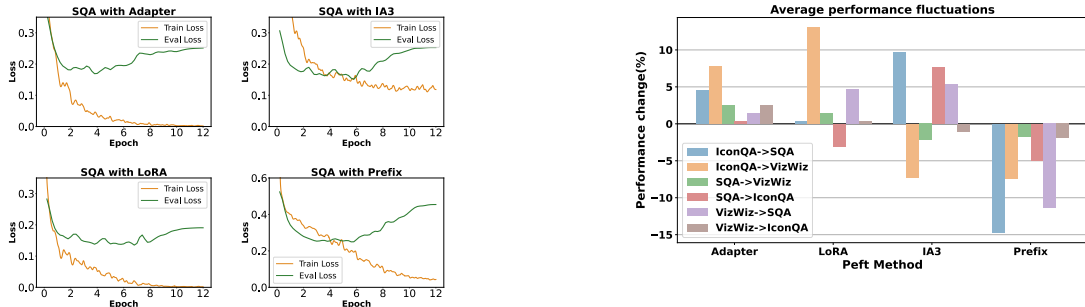 SQA with Adapter
Loss
0.3
0.2
0.1
0.0
Train Loss
Eval Loss
0 2 4 6 8 10 12
Epoch
SQA with IA3
Loss
0.3
0.2
0.1
0.0
Train Loss
Eval Loss
0 2 4 6 8 10 12
Epoch
SQA with LoRA
Loss
0.3
0.2
0.1
0.0
Train Loss
Eval Loss
0 2 4 6 8 10 12
Epoch
SQA with Prefix
Loss
0.6
0.4
0.2
0.0
Train Loss
Eval Loss
0 2 4 6 8 10 12
Epoch
Average performance fluctuations
Performance change(%)
10
5
0
−5
−10
−15
IconQA->SQA
IconQA->VizWiz
SQA->VizWiz
SQA->IconQA
VizWiz->SQA
VizWiz->IconQA
Adapter LoRA IA3 Prefix
Peft Method